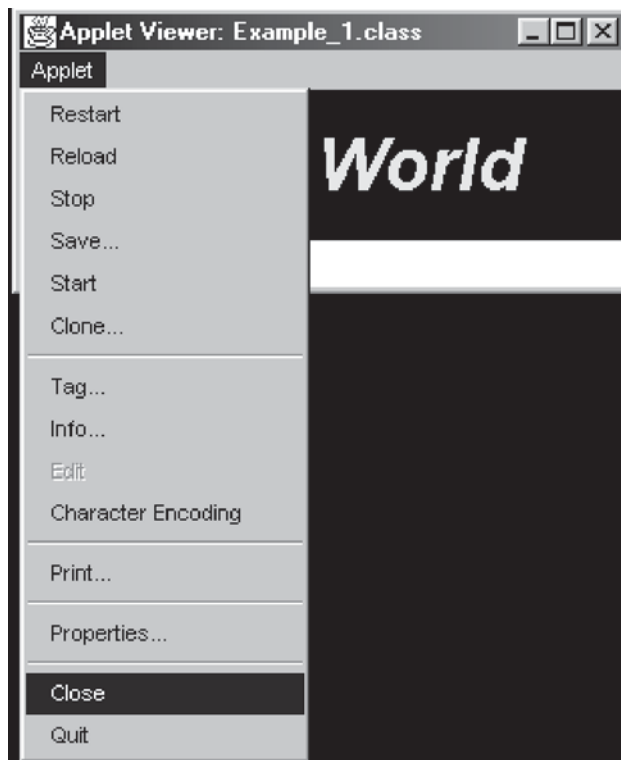 Applet Viewer: Example_1.class
Applet
Restart
Reload
World
Stop
Save...
Start
Clone...
Tag...
Info...
Edit
Character Encoding
Print...
Properties...
Close
Quit